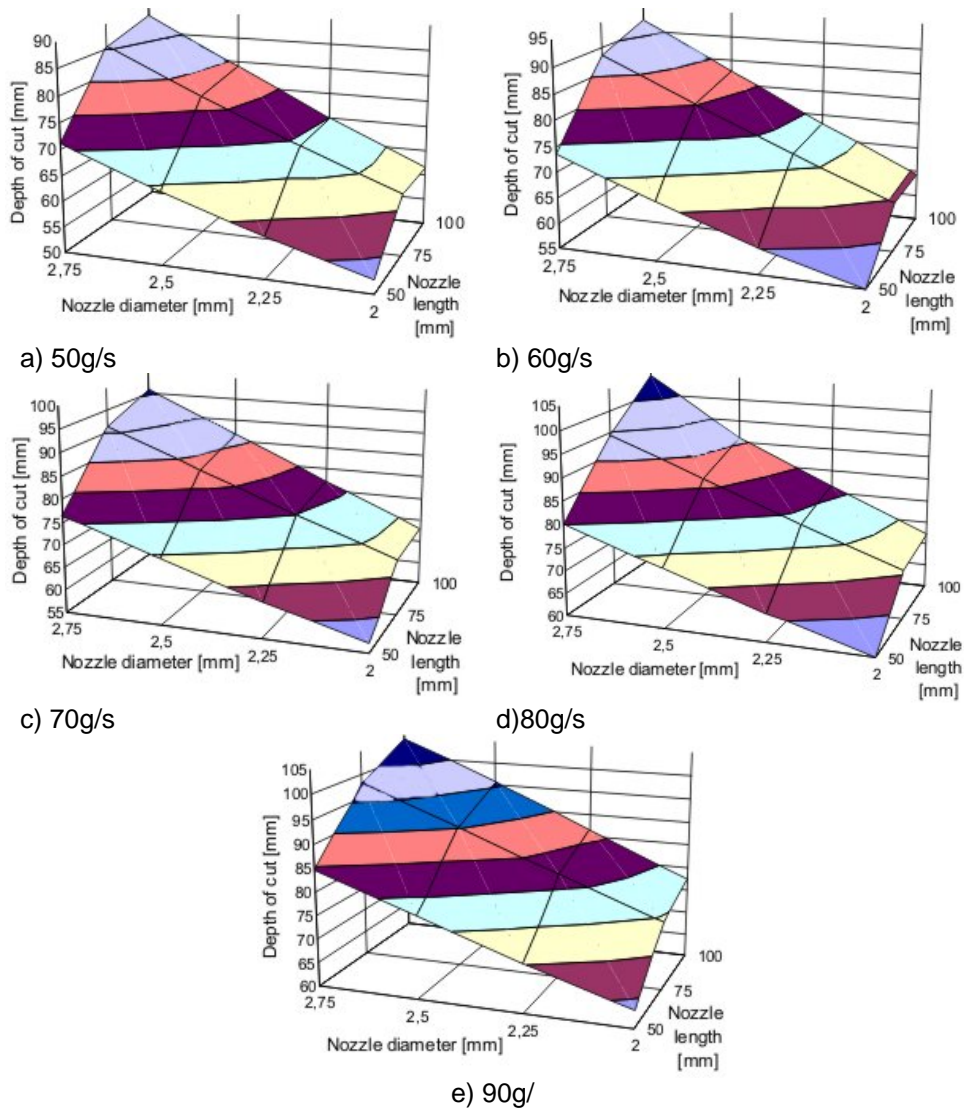 Depth of cut [mm]
90
85
80
75
70
65
60
55
50
2,75
2,5
2,25
2
Nozzle diameter [mm]
100
75
50
Nozzle
length
[mm]
a) 50g/s
Depth of cut [mm]
95
90
85
80
75
70
65
60
55
2,75
2,5
2,25
2
Nozzle diameter [mm]
100
75
50
Nozzle
length
[mm]
b) 60g/s
Depth of cut [mm]
100
95
90
85
80
75
70
65
60
55
2,75
2,5
2,25
2
Nozzle diameter [mm]
100
75
50
Nozzle
length
[mm]
c) 70g/s
Depth of cut [mm]
105
100
95
90
85
80
75
70
65
60
2,75
2,5
2,25
2
Nozzle diameter [mm]
100
75
50
Nozzle
length
[mm]
d)80g/s
Depth of cut [mm]
105
100
95
90
85
80
75
70
65
60
2,75
2,5
2,25
2
Nozzle diameter [mm]
100
75
50
Nozzle
length
[mm]
e) 90g/